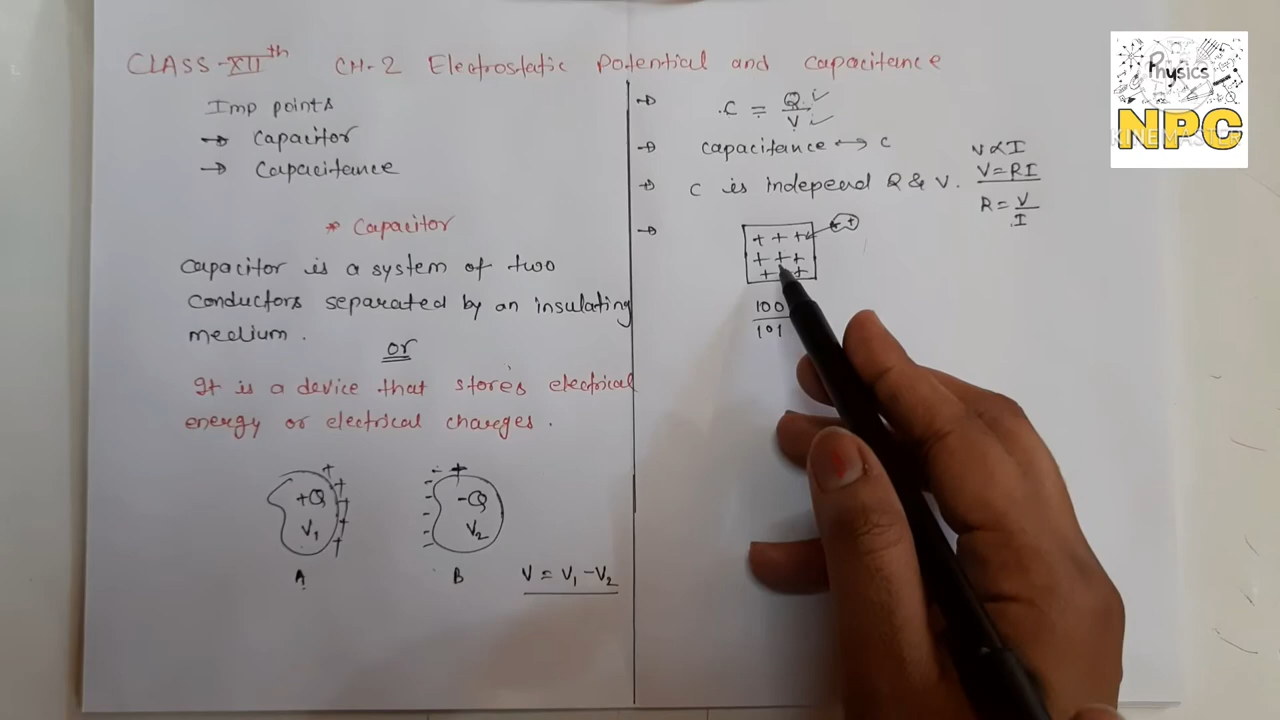 CLASS-XIIth CH-2 Electrostatic Potential and Capacitance
Imp points
→ Capacitor
→ Capacitance
* Capacitor
Capacitor is a system of two
conductors separated by an insulating
medium.
or
It is a device that stores electrical
energy or electrical charges.
+ + + + +
+Q
V₁
A
- - - - - - +
-Q
V₂
B
V = V₁ - V₂
→ C = Q/V
→ Capacitance ↔ C
→ C is independ Q & V.
V ∝ I
V = RI
R = V/I
→
+ + +
+ + +
+ +
+
100
101
Physics
NPC
KINEMASTER